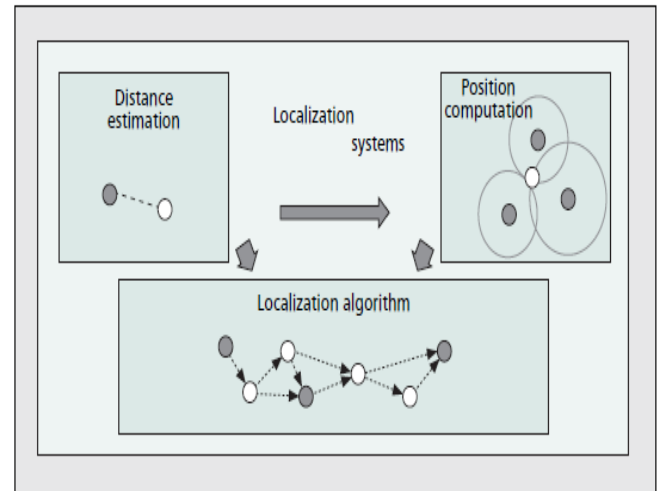 Distance
estimation
Localization
systems
Position
computation
Localization algorithm